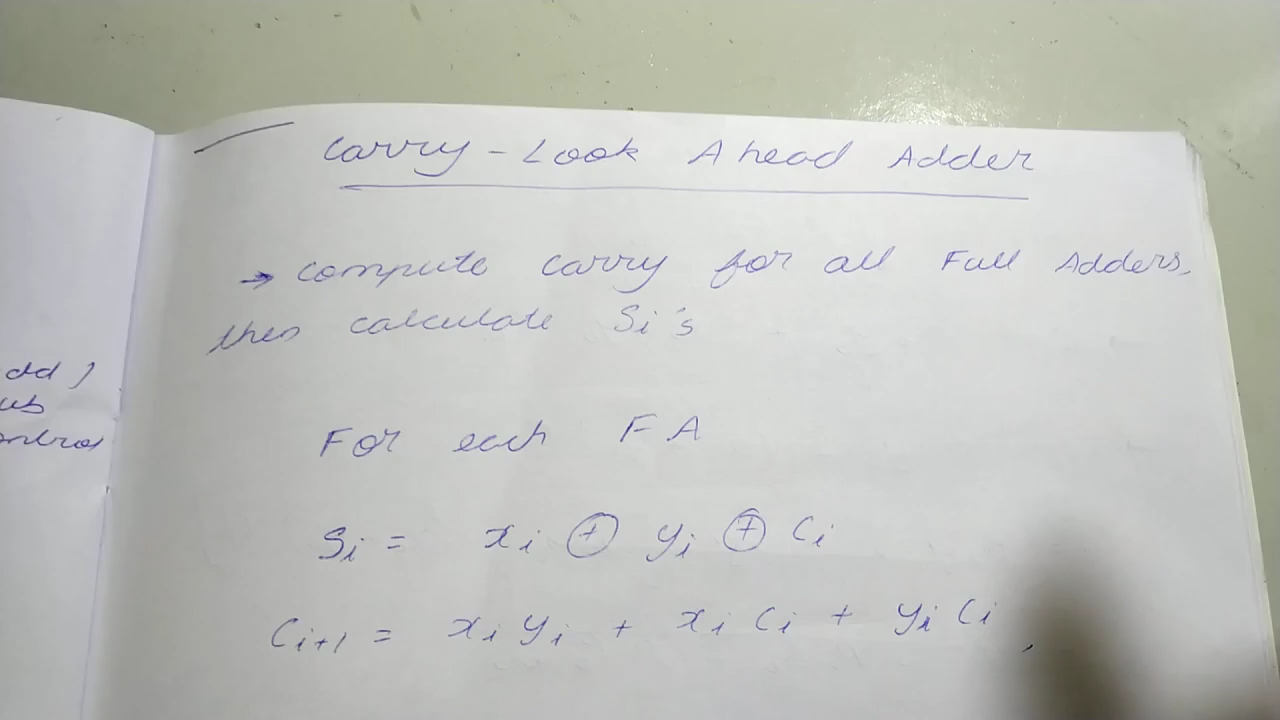 Carry - Look Ahead Adder
→ compute carry for all Full Adders,
then calculate Si's
For each FA
Si = xi ⊕ yi ⊕ Ci
Ci+1 = xi yi + xi Ci + yi Ci